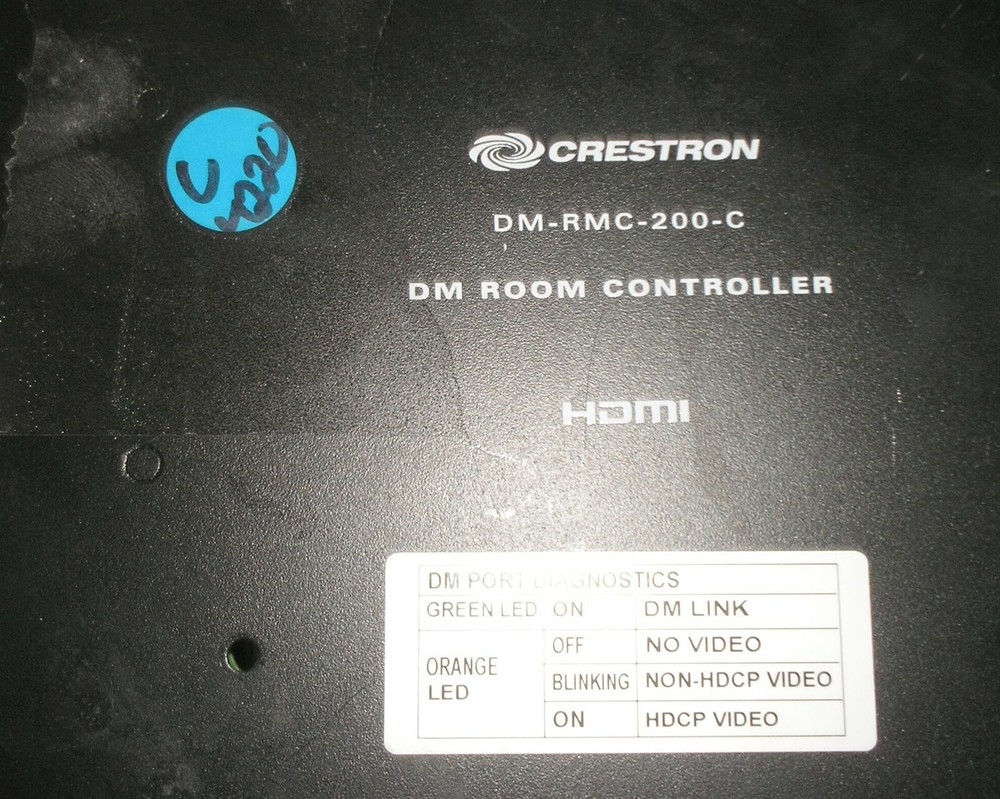 C
CRESTRON
DM-RMC-200-C
DM ROOM CONTROLLER
HDMI
DM PORT DIAGNOSTICS
GREEN LED ON DM LINK
ORANGE LED
OFF NO VIDEO
BLINKING NON-HDCP VIDEO
ON HDCP VIDEO